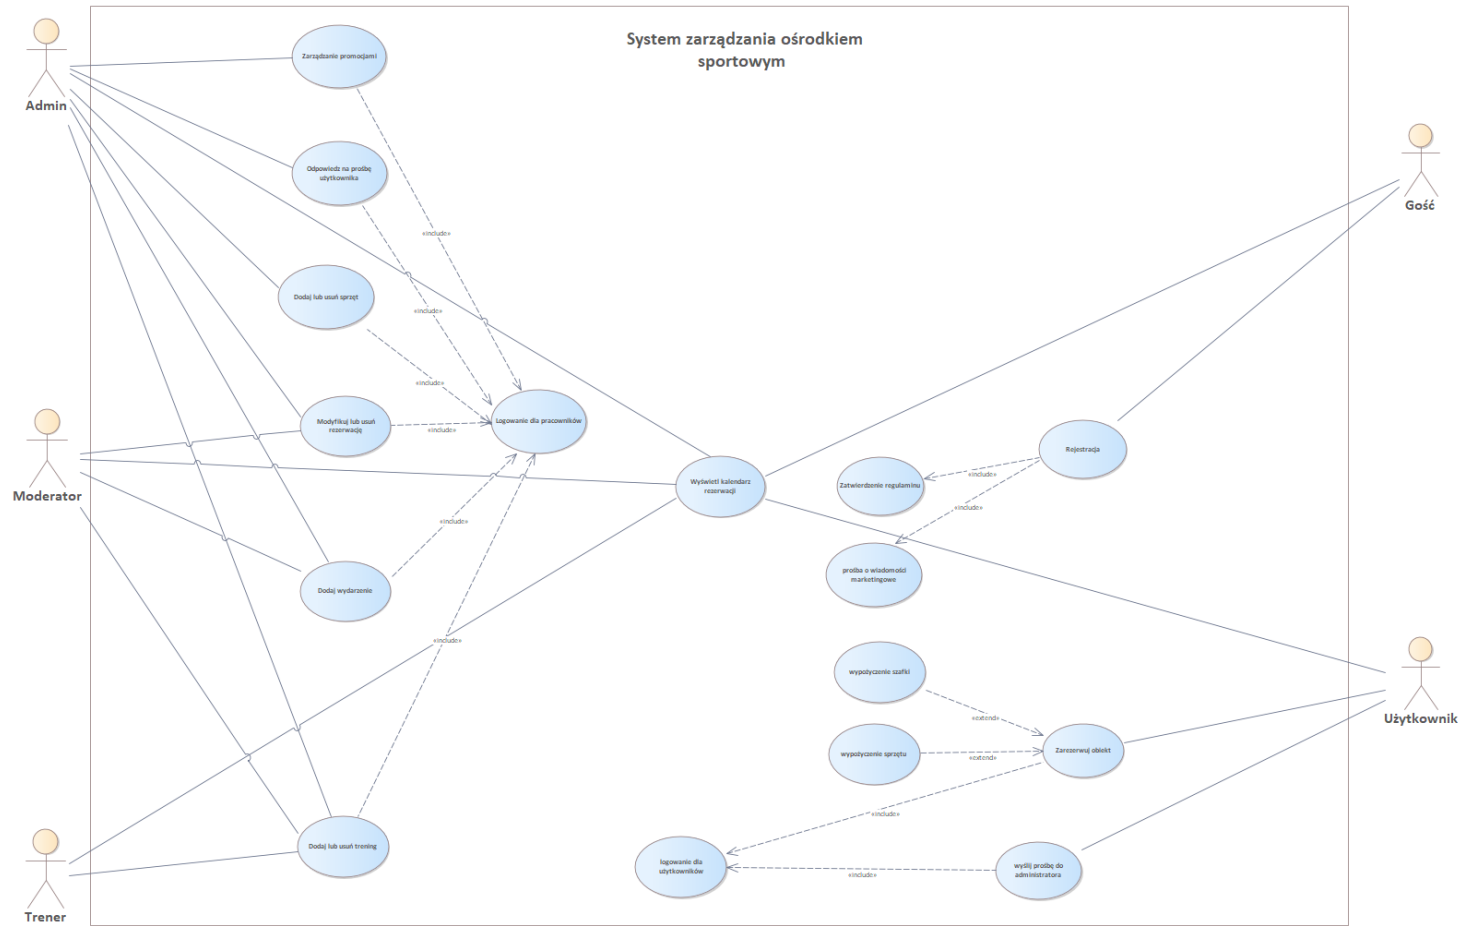 System zarządzania ośrodkiem
sportowym
Zarządzanie promocjami
Admin
Odpowiedz na prośbę
użytkownika
Gość
«include»
Dodaj lub usuń sprzęt
«include»
«include»
Modyfikuj lub usuń
rezerwację
«include»
Logowanie dla pracowników
Rejestracja
Moderator
Wyświetl kalendarz
rezerwacji
Zatwierdzenie regulaminu
«include»
«include»
«include»
prośba o wiadomości
marketingowe
Dodaj wydarzenie
«include»
wypożyczenie szafki
Użytkownik
«extend»
wypożyczenie sprzętu
«extend»
Zarezerwuj obiekt
«include»
Dodaj lub usuń trening
logowanie dla
użytkowników
«include»
wyślij prośbę do
administratora
Trener